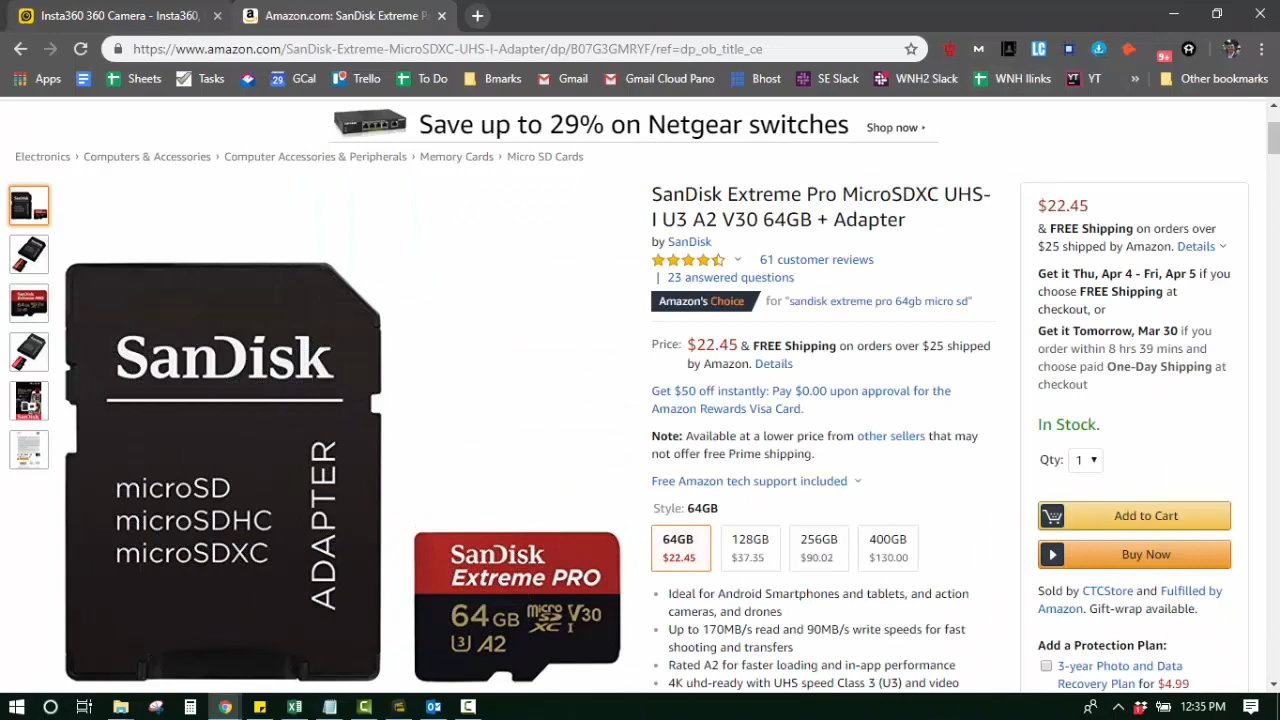 Insta360 360 Camera - Insta360,
Amazon.com: SanDisk Extreme P
https://www.amazon.com/SanDisk-Extreme-MicroSDXC-UHS-I-Adapter/dp/B07G3GMRYF/ref=dp_ob_title_ce
M LC 9+
Apps Sheets Tasks 29 GCal Trello To Do Bmarks Gmail Gmail Cloud Pano Bhost SE Slack WNH2 Slack WNH Ilinks YT YT » Other bookmarks
Save up to 29% on Netgear switches Shop now ›
Electronics › Computers & Accessories › Computer Accessories & Peripherals › Memory Cards › Micro SD Cards
SanDisk
microSD
microSDHC
microSDXC
ADAPTER
SanDisk
Extreme PRO
64 GB micro SD XC I V30
U3 A2
SanDisk Extreme Pro MicroSDXC UHS-
I U3 A2 V30 64GB + Adapter
by SanDisk
61 customer reviews
| 23 answered questions
Amazon's Choice for "sandisk extreme pro 64gb micro sd"
Price: $22.45 & FREE Shipping on orders over $25 shipped
by Amazon. Details
Get $50 off instantly: Pay $0.00 upon approval for the
Amazon Rewards Visa Card.
Note: Available at a lower price from other sellers that may
not offer free Prime shipping.
Free Amazon tech support included
Style: 64GB
64GB 128GB 256GB 400GB
$22.45 $37.35 $90.02 $130.00
• Ideal for Android Smartphones and tablets, and action
cameras, and drones
• Up to 170MB/s read and 90MB/s write speeds for fast
shooting and transfers
• Rated A2 for faster loading and in-app performance
• 4K uhd-ready with UHS speed Class 3 (U3) and video
$22.45
& FREE Shipping on orders over
$25 shipped by Amazon. Details
Get it Thu, Apr 4 - Fri, Apr 5 if you
choose FREE Shipping at
checkout, or
Get it Tomorrow, Mar 30 if you
order within 8 hrs 39 mins and
choose paid One-Day Shipping at
checkout
In Stock.
Qty: 1
Add to Cart
Buy Now
Sold by CTCStore and Fulfilled by
Amazon. Gift-wrap available.
Add a Protection Plan:
3-year Photo and Data
Recovery Plan for $4.99
12:35 PM